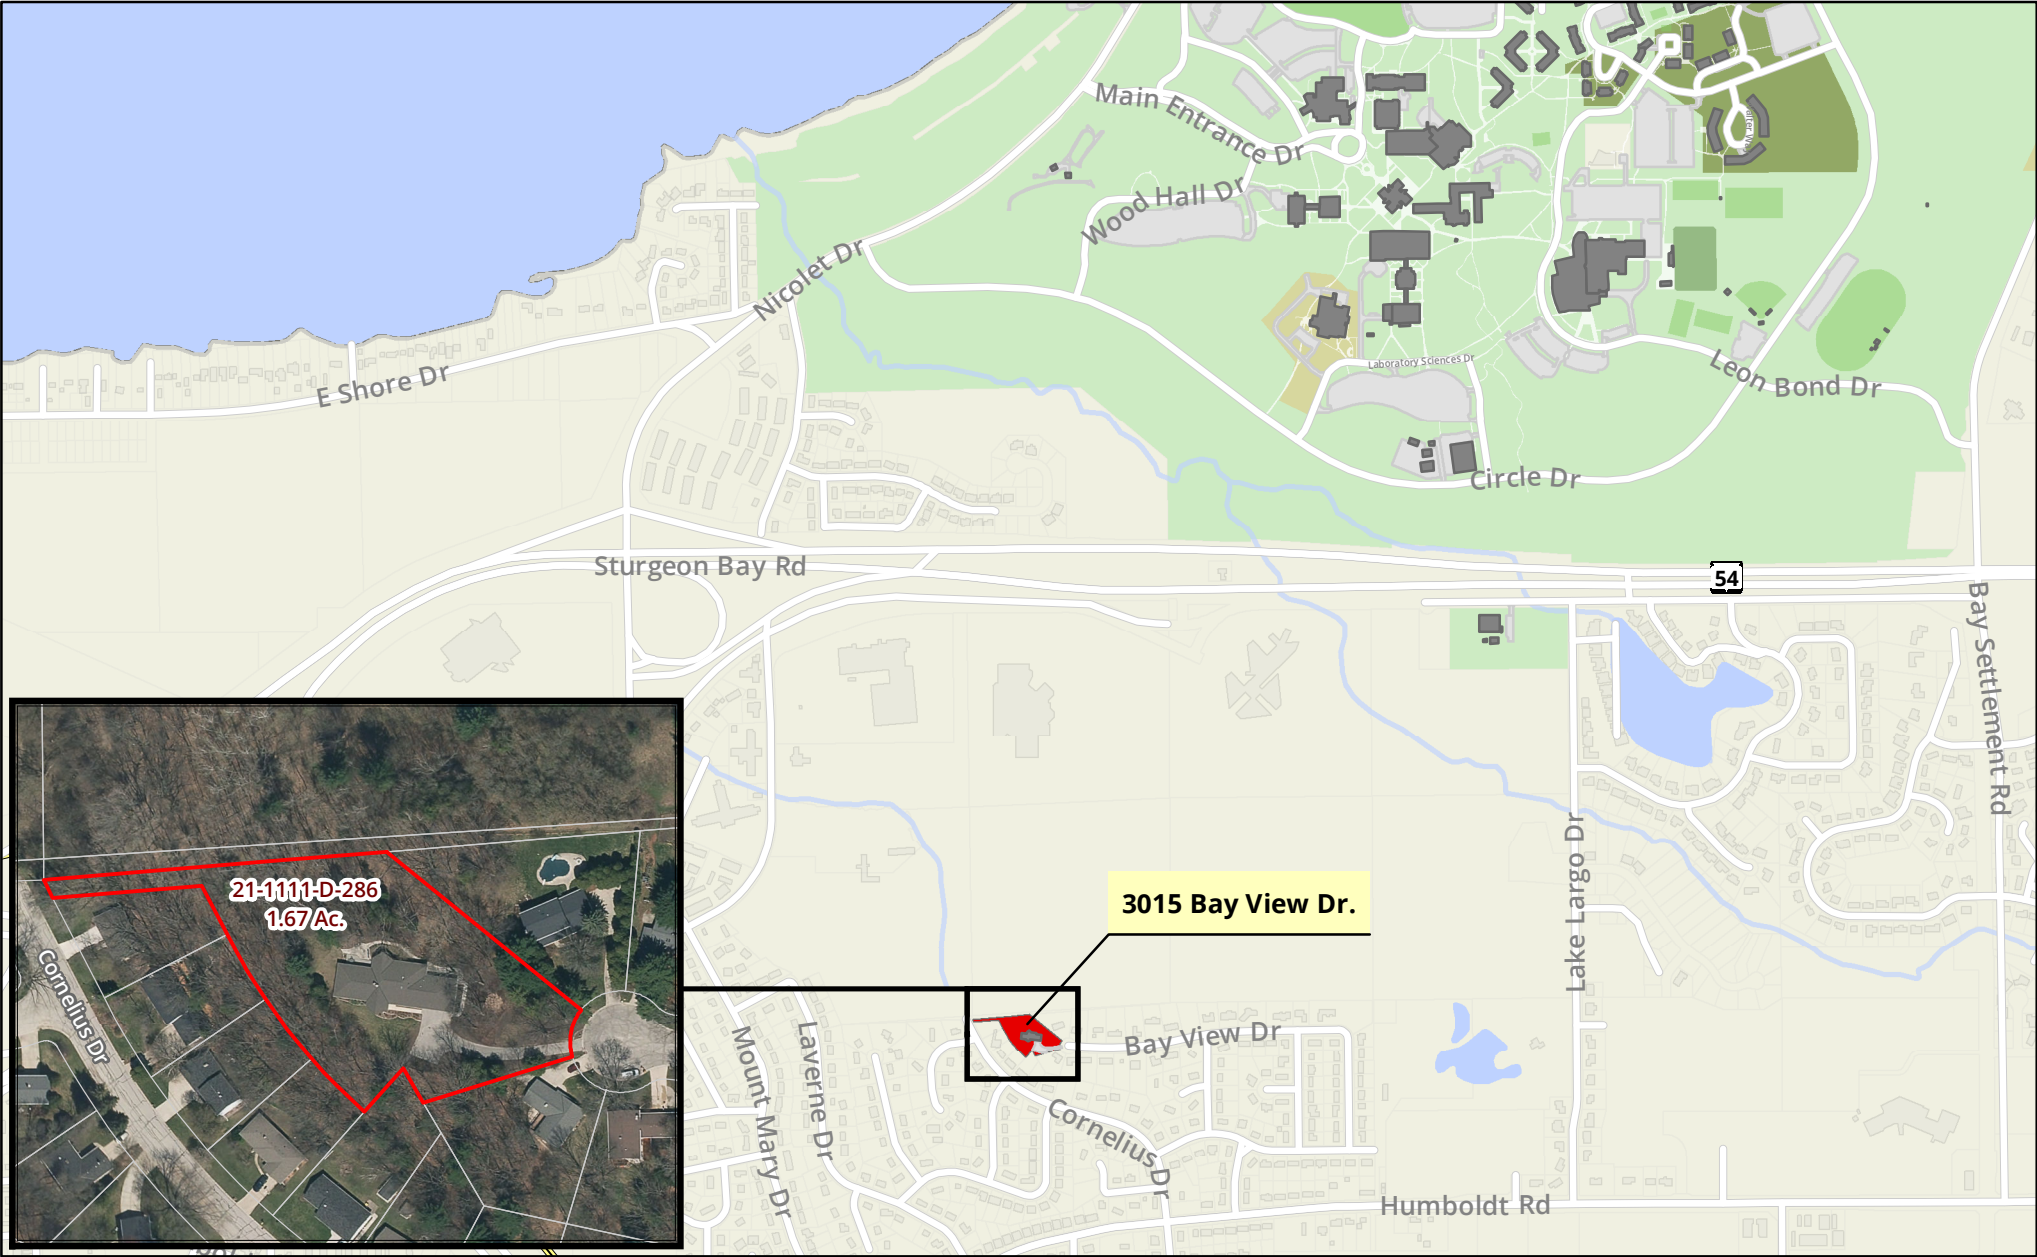 Main Entrance Dr
Wood Hall Dr
Nicolet Dr
E Shore Dr
Laboratory Sciences Dr
Leon Bond Dr
Circle Dr
Sturgeon Bay Rd
54
Bay Settlement Rd
Lake Largo Dr
21-1111-D-286
1.67 Ac.
Cornelius Dr
3015 Bay View Dr.
Bay View Dr
Mount Mary Dr
Laverne Dr
Cornelius Dr
Humboldt Rd